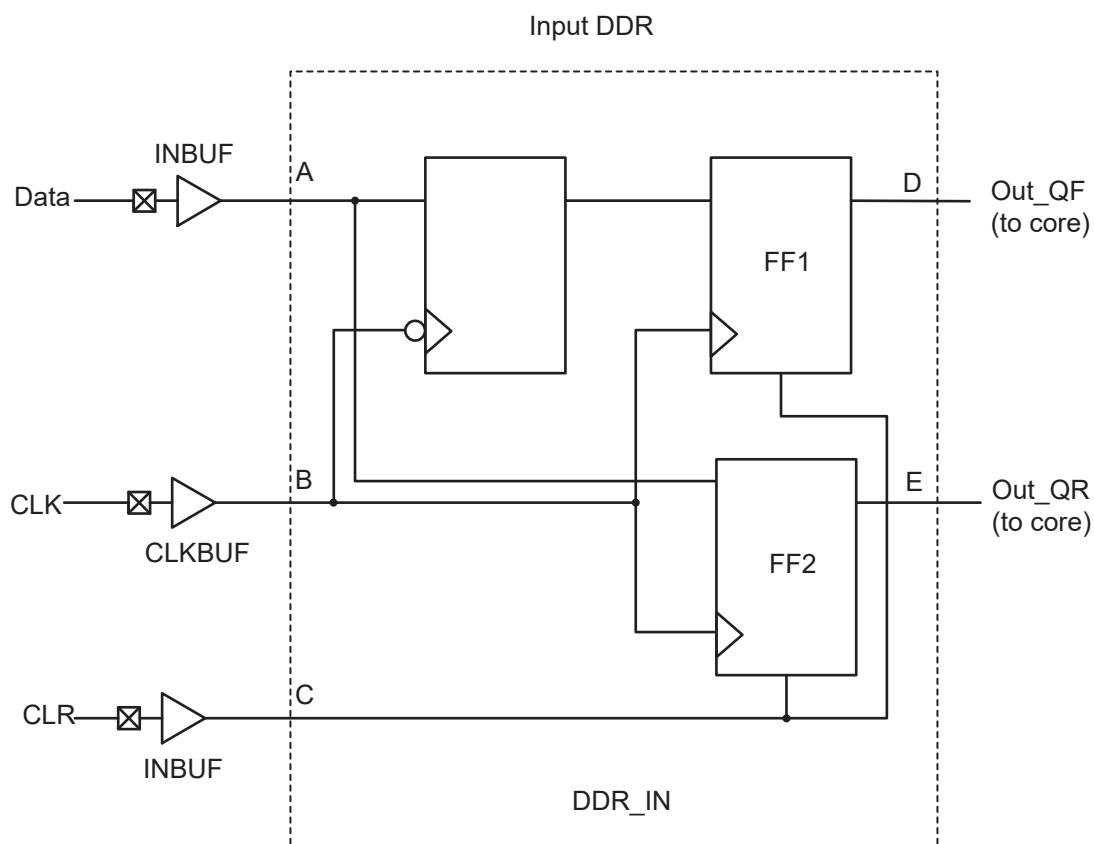 Input DDR
INBUF
A
Data
D
Out_QF
(to core)
FF1
B
CLK
E
Out_QR
(to core)
CLKBUF
FF2
C
CLR
INBUF
DDR_IN